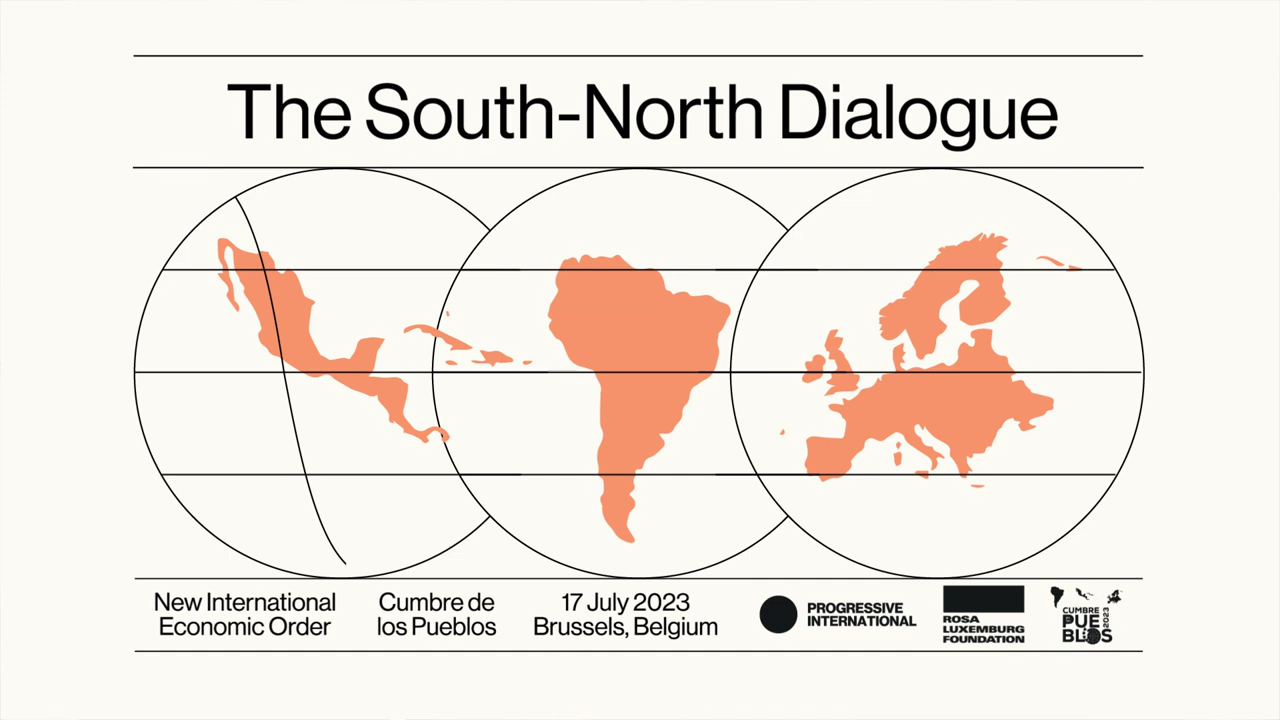 The South-North Dialogue
New International
Economic Order
Cumbre de
los Pueblos
17 July 2023
Brussels, Belgium
PROGRESSIVE
INTERNATIONAL
ROSA
LUXEMBURG
FOUNDATION
CUMBRE
PUE
BLOS
2023